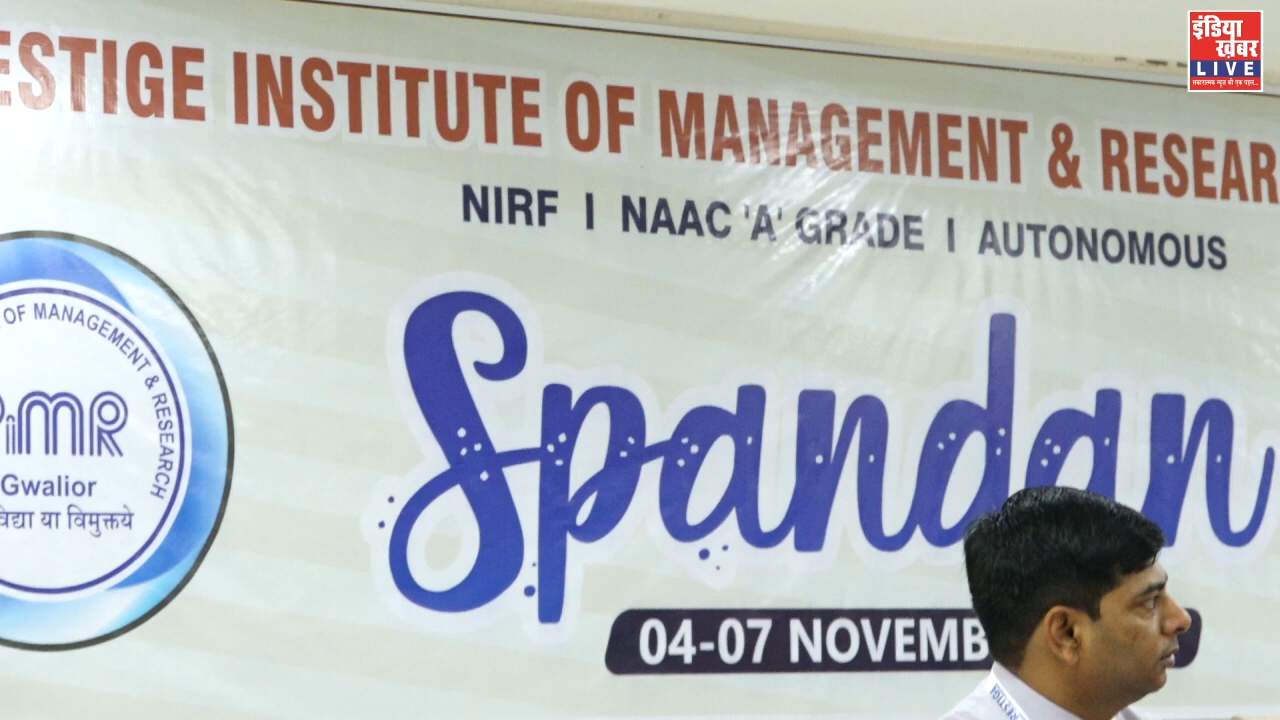 ESTIGE INSTITUTE OF MANAGEMENT & RESEAR
NIRF I NAAC 'A' GRADE I AUTONOMOUS
Spandan
04-07 NOVEMB
OF MANAGEMENT & RESEARCH
PiMR
Gwalior
विद्या या विमुक्तये
इंडिया
ख़बर
LIVE